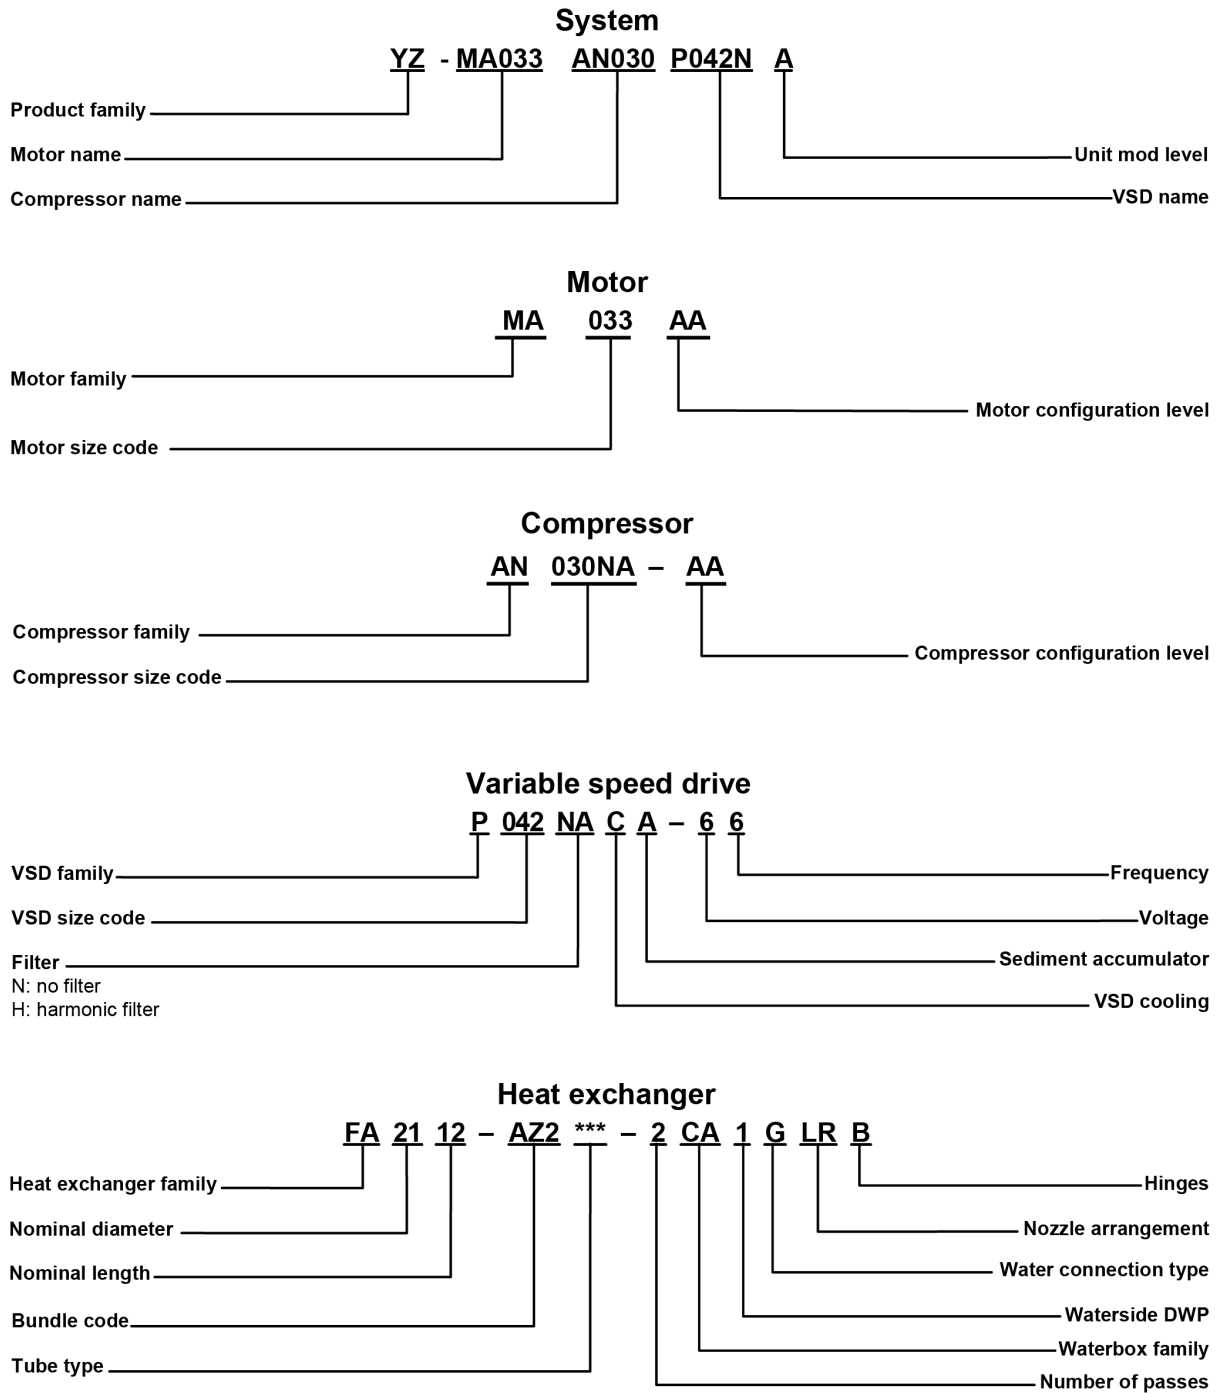 System
YZ - MA033 AN030 P042N A
Product family
Motor name
Unit mod level
Compressor name
VSD name
Motor
MA 033 AA
Motor family
Motor configuration level
Motor size code
Compressor
AN 030NA – AA
Compressor family
Compressor configuration level
Compressor size code
Variable speed drive
P 042 NA C A – 6 6
VSD family
Frequency
VSD size code
Voltage
Filter
Sediment accumulator
N: no filter
VSD cooling
H: harmonic filter
Heat exchanger
FA 21 12 – AZ2 *** – 2 CA 1 G LR B
Heat exchanger family
Hinges
Nominal diameter
Nozzle arrangement
Nominal length
Water connection type
Bundle code
Waterside DWP
Waterbox family
Tube type
Number of passes